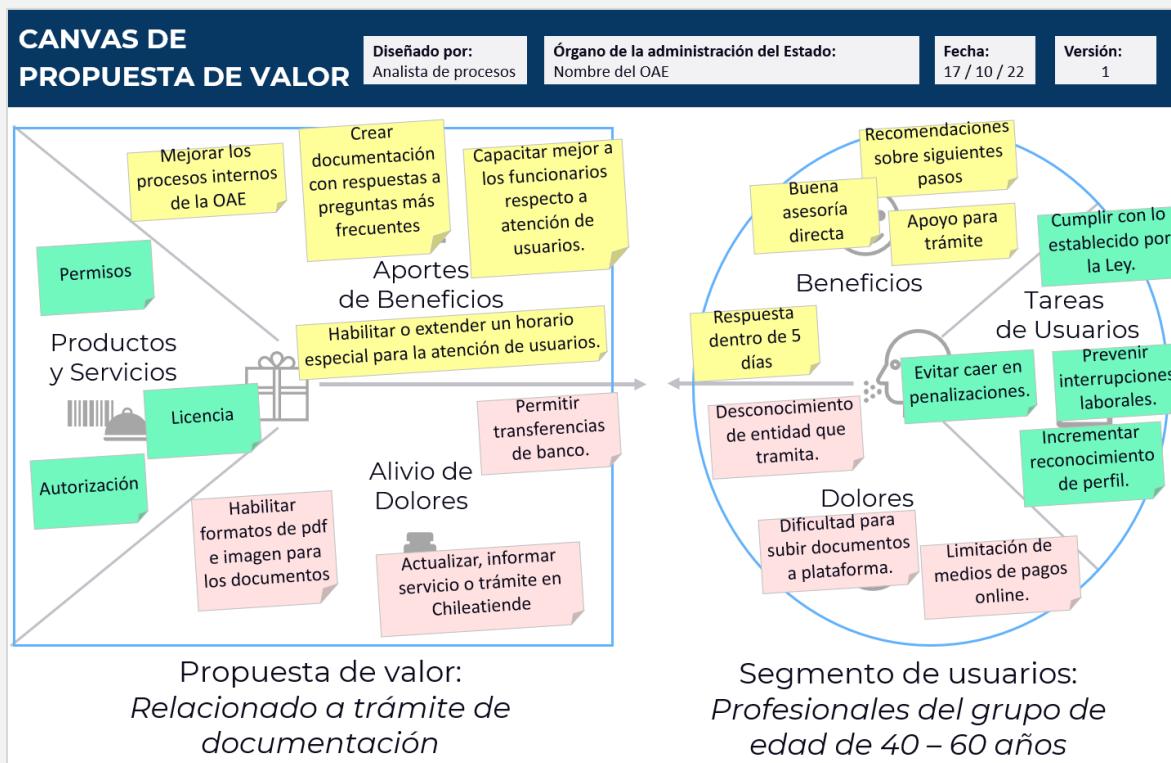 CANVAS DE
PROPUESTA DE VALOR
Diseñado por:
Analista de procesos
Órgano de la administración del Estado:
Nombre del OAE
Fecha:
17 / 10 / 22
Versión:
1
Mejorar los
procesos internos
de la OAE
Crear
documentación
con respuestas a
preguntas más
frecuentes
Capacitar mejor a
los funcionarios
respecto a
atención de
usuarios.
Permisos
Aportes
de Beneficios
Habilitar o extender un horario
especial para la atención de usuarios.
Productos
y Servicios
Licencia
Autorización
Permitir
transferencias
de banco.
Alivio de
Dolores
Habilitar
formatos de pdf
e imagen para
los documentos
Actualizar, informar
servicio o trámite en
Chileatiende
Propuesta de valor:
Relacionado a trámite de
documentación
Recomendaciones
sobre siguientes
pasos
Buena
asesoría
directa
Apoyo para
trámite
Cumplir con lo
establecido por
la Ley.
Beneficios
Tareas
de Usuarios
Respuesta
dentro de 5
días
Evitar caer en
penalizaciones.
Prevenir
interrupciones
laborales.
Desconocimiento
de entidad que
tramita.
Incrementar
reconocimiento
de perfil.
Dolores
Dificultad para
subir documentos
a plataforma.
Limitación de
medios de pagos
online.
Segmento de usuarios:
Profesionales del grupo de
edad de 40 – 60 años